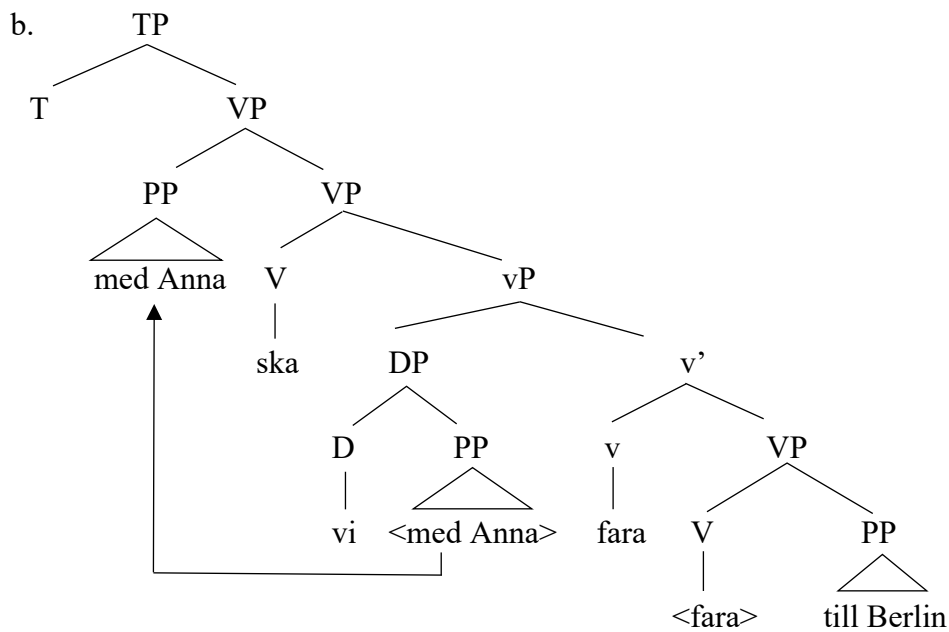 b. TP
T VP
PP VP
med Anna V vP
ska DP v’
D PP v VP
vi <med Anna> fara V PP
<fara> till Berlin